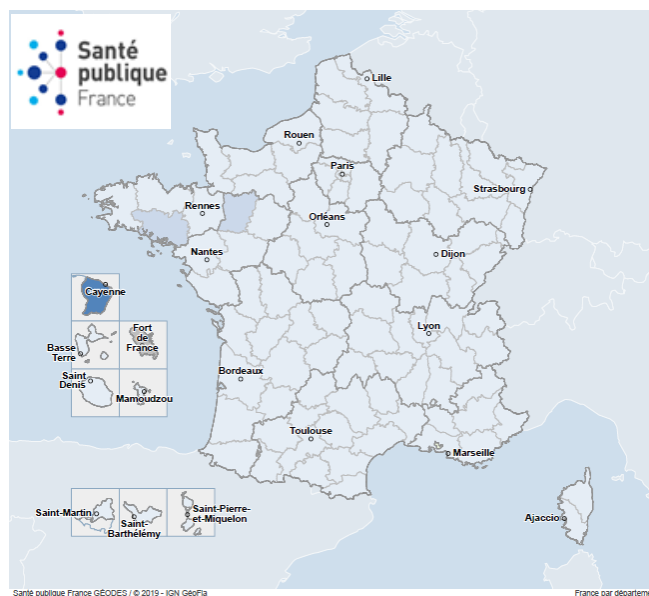 Santé
publique
France
Lille
Rouen
Paris
Strasbourg
Rennes
Orléans
Nantes
Dijon
Cayenne
Lyon
Fort
de
France
Basse
Terre
Saint
Denis
Bordeaux
Mamoudzou
Toulouse
Marseille
Saint-Martin
Saint-
Barthélémy
Saint-Pierre-
et-Miquelon
Ajaccio
Santé publique France GÉODES / © 2019 - IGN GéoFla
France par départeme